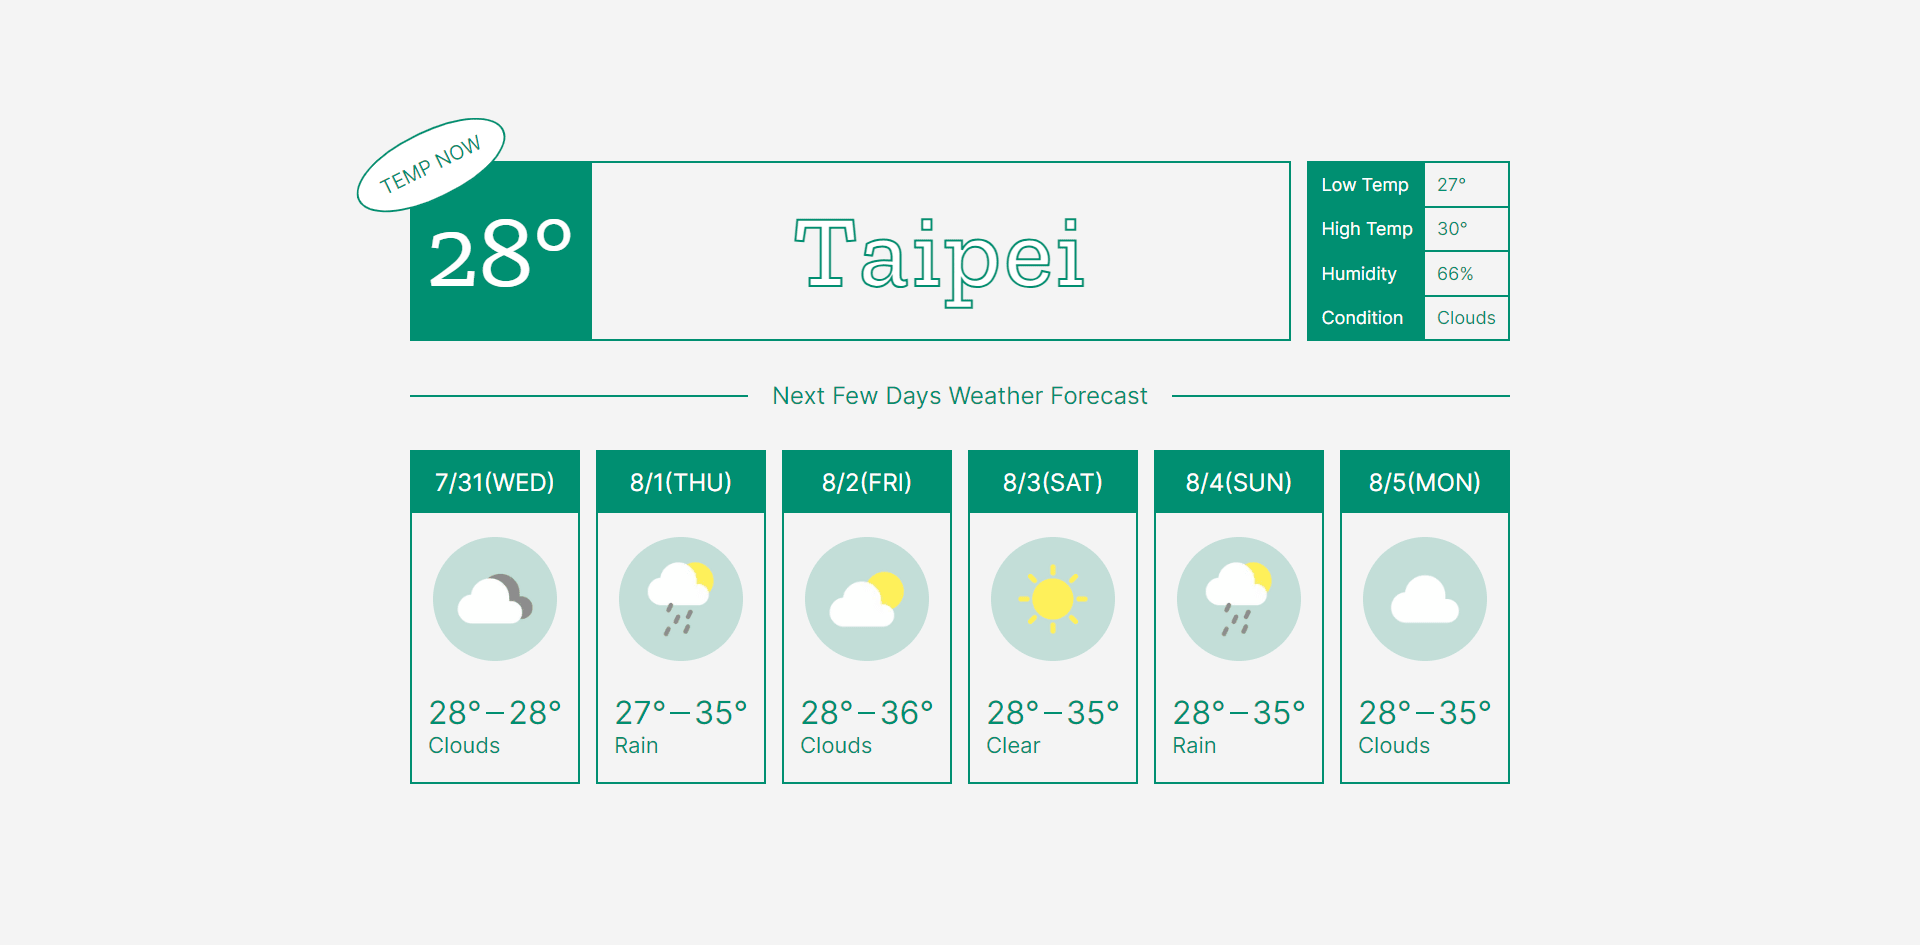 TEMP NOW
28°
Taipei
Low Temp 27°
High Temp 30°
Humidity 66%
Condition Clouds
Next Few Days Weather Forecast
7/31(WED)
28°–28°
Clouds
8/1(THU)
27°–35°
Rain
8/2(FRI)
28°–36°
Clouds
8/3(SAT)
28°–35°
Clear
8/4(SUN)
28°–35°
Rain
8/5(MON)
28°–35°
Clouds